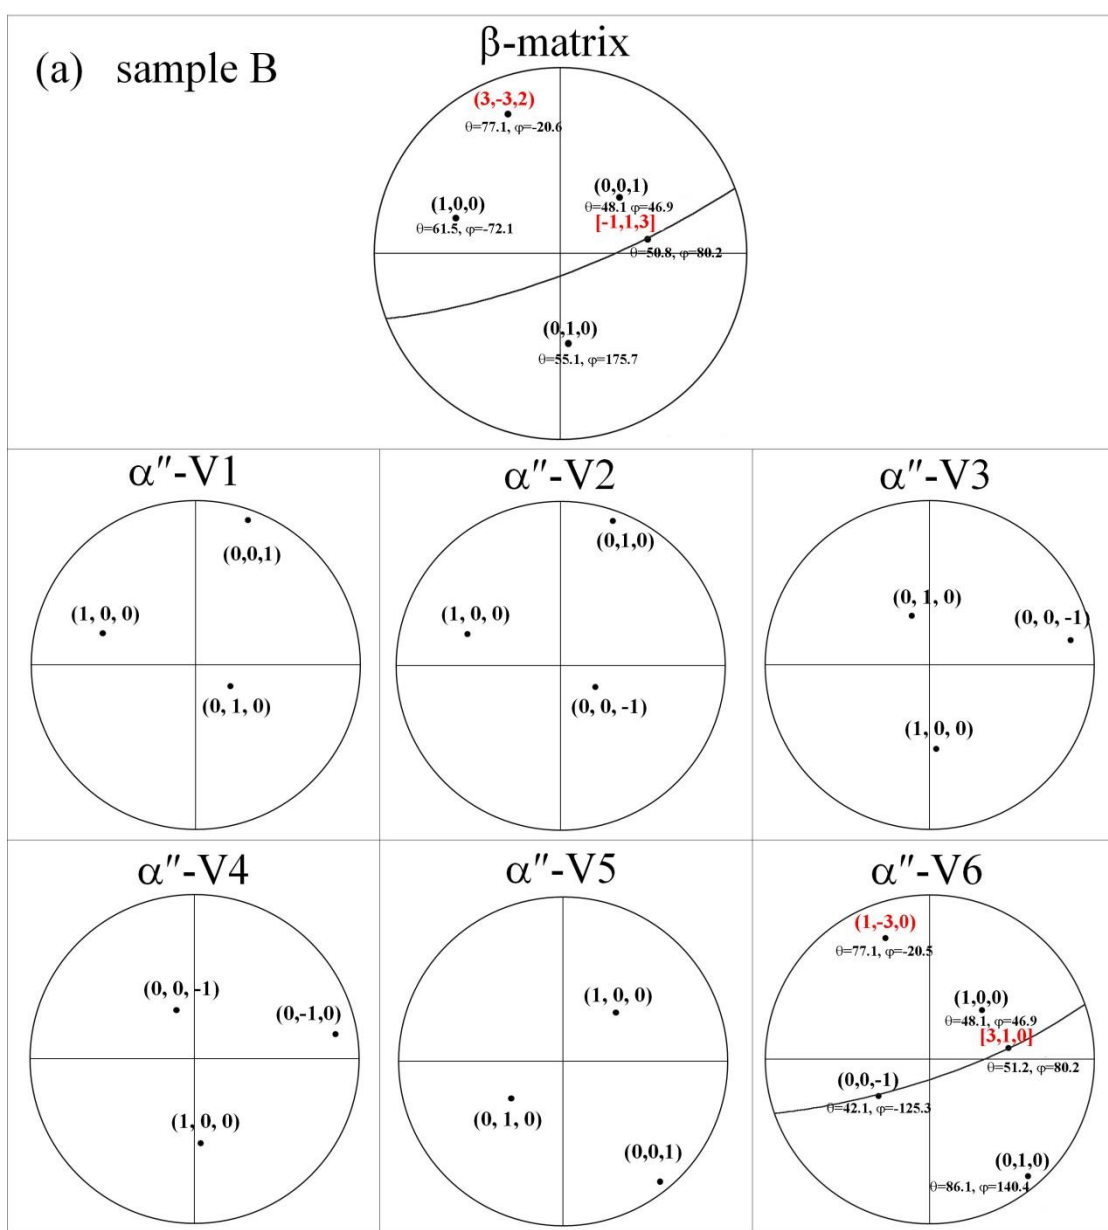 (a) sample B
β-matrix
(3,-3,2)
θ=77.1, φ=-20.6
(0,0,1)
θ=48.1 φ=46.9
(1,0,0)
θ=61.5, φ=-72.1
[-1,1,3]
θ=50.8, φ=80.2
(0,1,0)
θ=55.1, φ=175.7
α″-V1
(0,0,1)
(1, 0, 0)
(0, 1, 0)
α″-V2
(0,1,0)
(1, 0, 0)
(0, 0, -1)
α″-V3
(0, 1, 0)
(0, 0, -1)
(1, 0, 0)
α″-V4
(0, 0, -1)
(0,-1,0)
(1, 0, 0)
α″-V5
(1, 0, 0)
(0, 1, 0)
(0,0,1)
α″-V6
(1,-3,0)
θ=77.1, φ=-20.5
(1,0,0)
θ=48.1, φ=46.9
[3,1,0]
θ=51.2, φ=80.2
(0,0,-1)
θ=42.1, φ=-125.3
(0,1,0)
θ=86.1, φ=140.4